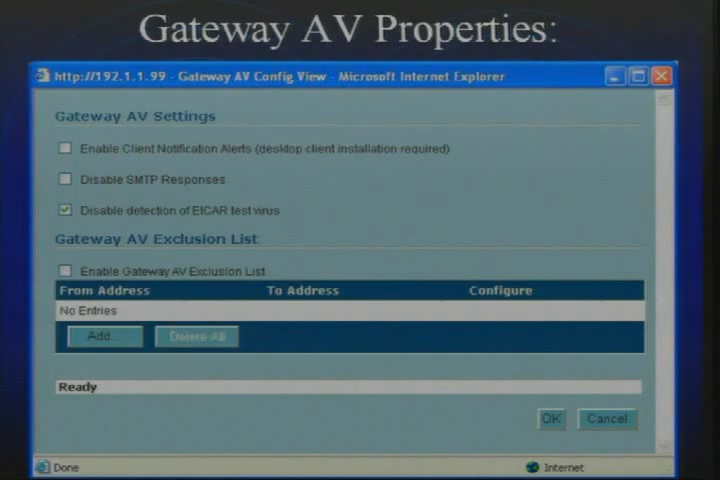 Gateway AV Properties:
http://192.1.1.99 - Gateway AV Config View - Microsoft Internet Explorer
Gateway AV Settings
Enable Client Notification Alerts (desktop client installation required)
Disable SMTP Responses
Disable detection of EICAR test virus
Gateway AV Exclusion List
Enable Gateway AV Exclusion List
From Address To Address Configure
No Entries
Add... Delete All
Ready
OK Cancel
Done Internet